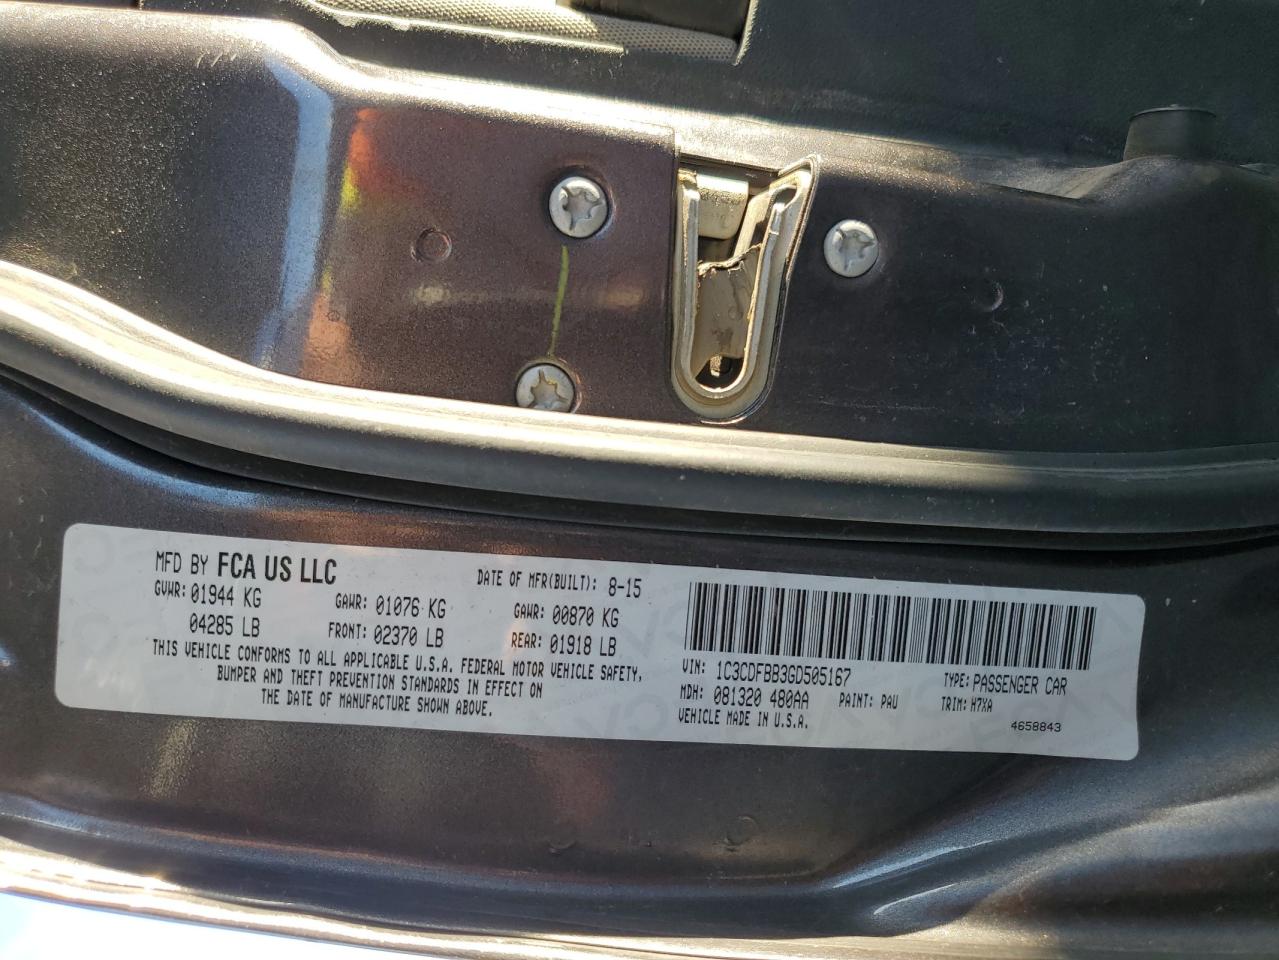 MFD BY FCA US LLC
DATE OF MFR(BUILT): 8-15
GVWR: 01944 KG
GAWR: 01076 KG
GAWR: 00870 KG
04285 LB
FRONT: 02370 LB
REAR: 01918 LB
THIS VEHICLE CONFORMS TO ALL APPLICABLE U.S.A. FEDERAL MOTOR VEHICLE SAFETY,
BUMPER AND THEFT PREVENTION STANDARDS IN EFFECT ON
THE DATE OF MANUFACTURE SHOWN ABOVE.
VIN: 1C3CDFBB3GD505167
TYPE: PASSENGER CAR
MDH: 081320 480AA
PAINT: PAU
TRIM: H7XA
VEHICLE MADE IN U.S.A.
4658843